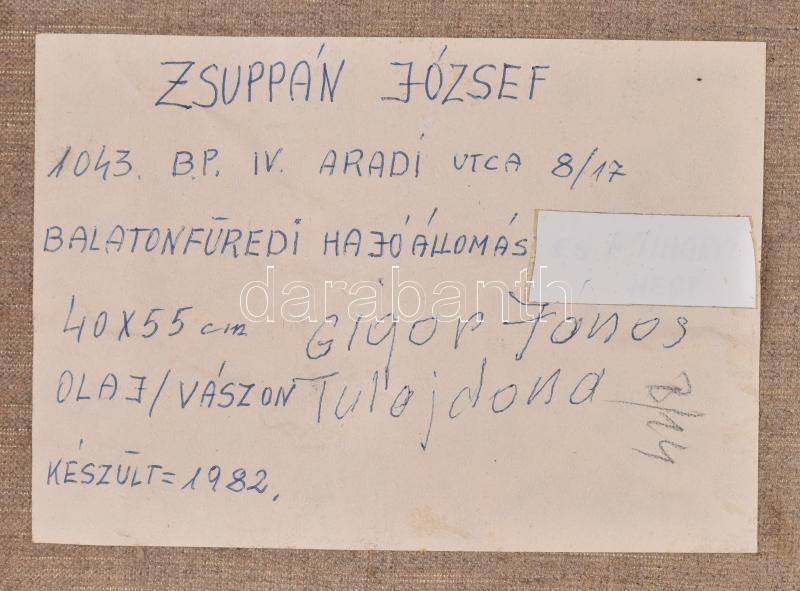 ZSUPPÁN JÓZSEF
1043. B.P. IV. ARADI UTCA 8/17
BALATONFÜREDI HAJÓÁLLOMÁS
darabanth
40X55 cm Gigor János
OLAJ/VÁSZON Tulajdona
KÉSZÜLT=1982.